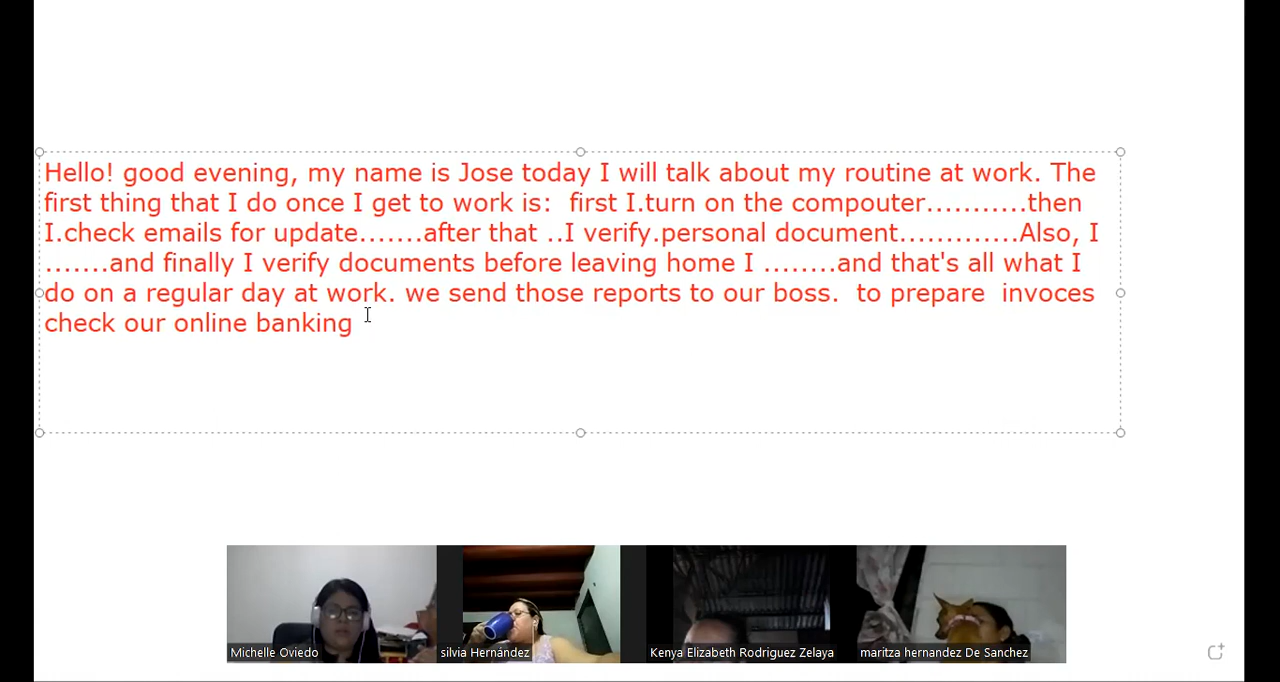 Hello! good evening, my name is Jose today I will talk about my routine at work. The
first thing that I do once I get to work is:  first I.turn on the compouter...........then
I.check emails for update.......after that ..I verify.personal document.............Also, I
.......and finally I verify documents before leaving home I ........and that's all what I
do on a regular day at work. we send those reports to our boss.  to prepare  invoces
check our online banking
Michelle Oviedo
silvia Hernández
Kenya Elizabeth Rodriguez Zelaya
maritza hernandez De Sanchez